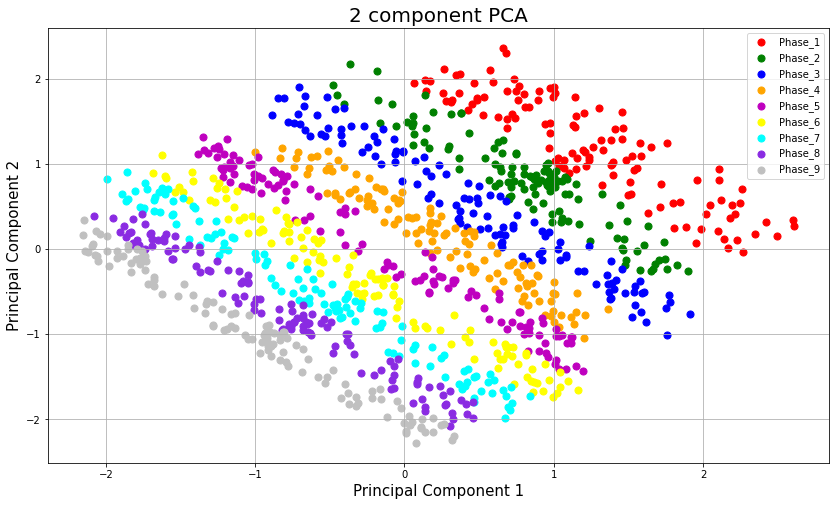 2 component PCA
Phase_1
Phase_2
Phase_3
Phase_4
Phase_5
Phase_6
Phase_7
Phase_8
Phase_9
Principal Component 2
2
1
0
−1
−2
−2
−1
0
1
2
Principal Component 1